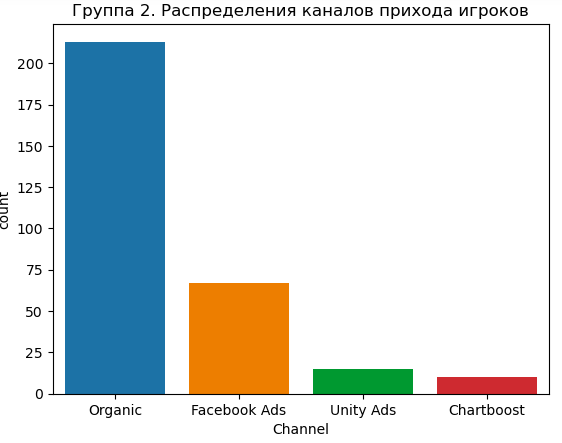 Группа 2. Распределения каналов прихода игроков
count
200
175
150
125
100
75
50
25
0
Organic Facebook Ads Unity Ads Chartboost
Channel